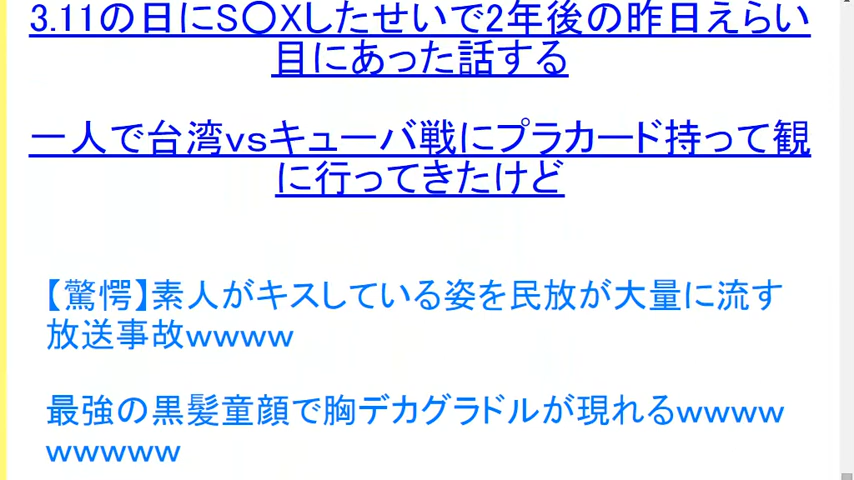 3.11の日にS〇Xしたせいで2年後の昨日えらい
目にあった話する
一人で台湾vsキューバ戦にプラカード持って観
に行ってきたけど
【驚愕】素人がキスしている姿を民放が大量に流す
放送事故wwww
最強の黒髪童顔で胸デカグラドルが現れるwwww
wwwww